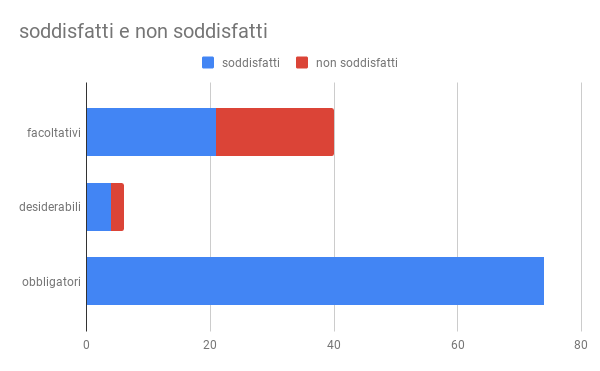 soddisfatti e non soddisfatti
soddisfatti non soddisfatti
facoltativi
desiderabili
obbligatori
0 20 40 60 80